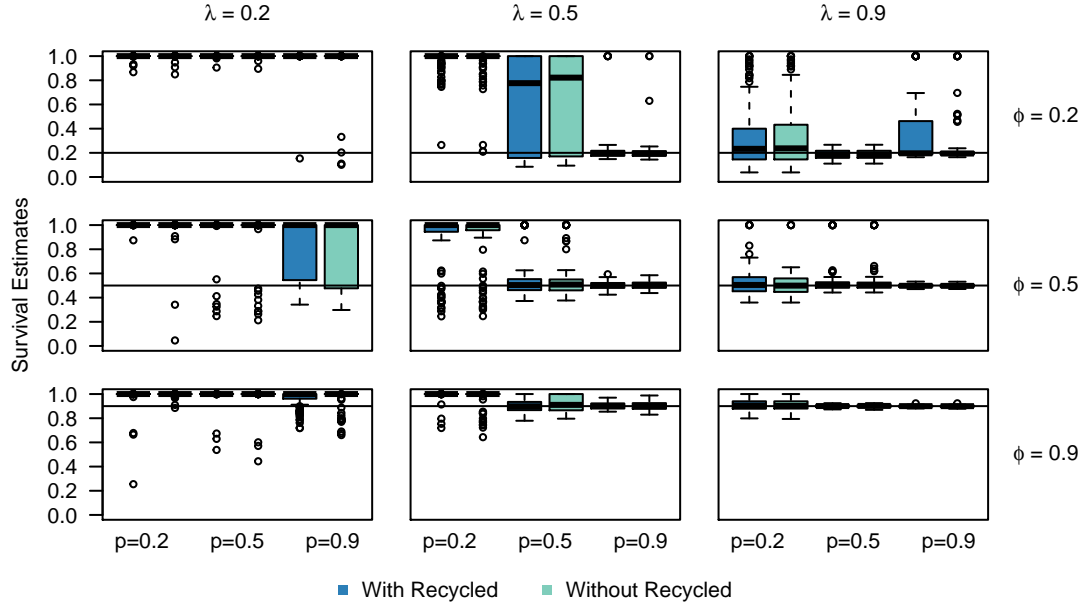 λ = 0.2 λ = 0.5 λ = 0.9
Survival Estimates
1.0
0.8
0.6
0.4
0.2
0.0
ϕ = 0.2
1.0
0.8
0.6
0.4
0.2
0.0
ϕ = 0.5
1.0
0.8
0.6
0.4
0.2
0.0
ϕ = 0.9
p=0.2 p=0.5 p=0.9 p=0.2 p=0.5 p=0.9 p=0.2 p=0.5 p=0.9
With Recycled Without Recycled